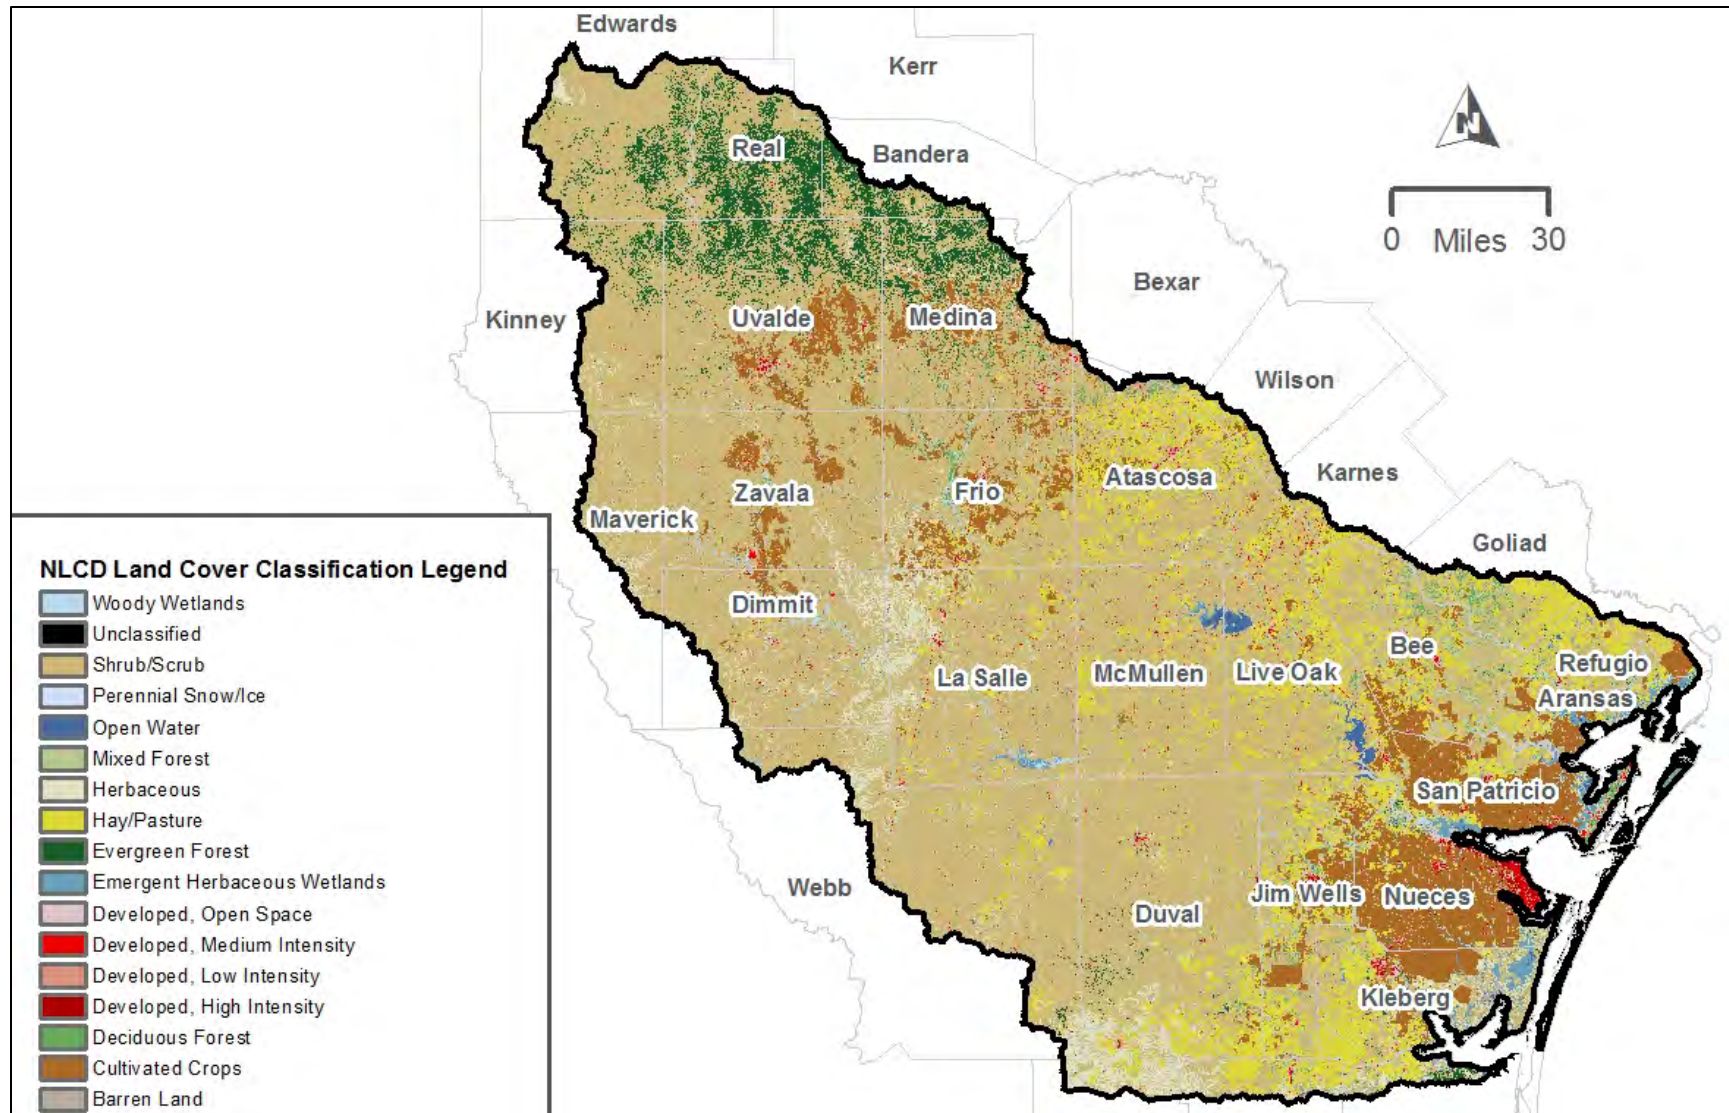 Edwards
Kerr
Real
Bandera
N
0 Miles 30
Bexar
Kinney
Uvalde
Medina
Wilson
Zavala
Frio
Atascosa
Karnes
Maverick
Goliad
Dimmit
La Salle
McMullen
Live Oak
Bee
Refugio
Aransas
San Patricio
Webb
Duval
Jim Wells
Nueces
Kleberg
NLCD Land Cover Classification Legend
Woody Wetlands
Unclassified
Shrub/Scrub
Perennial Snow/Ice
Open Water
Mixed Forest
Herbaceous
Hay/Pasture
Evergreen Forest
Emergent Herbaceous Wetlands
Developed, Open Space
Developed, Medium Intensity
Developed, Low Intensity
Developed, High Intensity
Deciduous Forest
Cultivated Crops
Barren Land